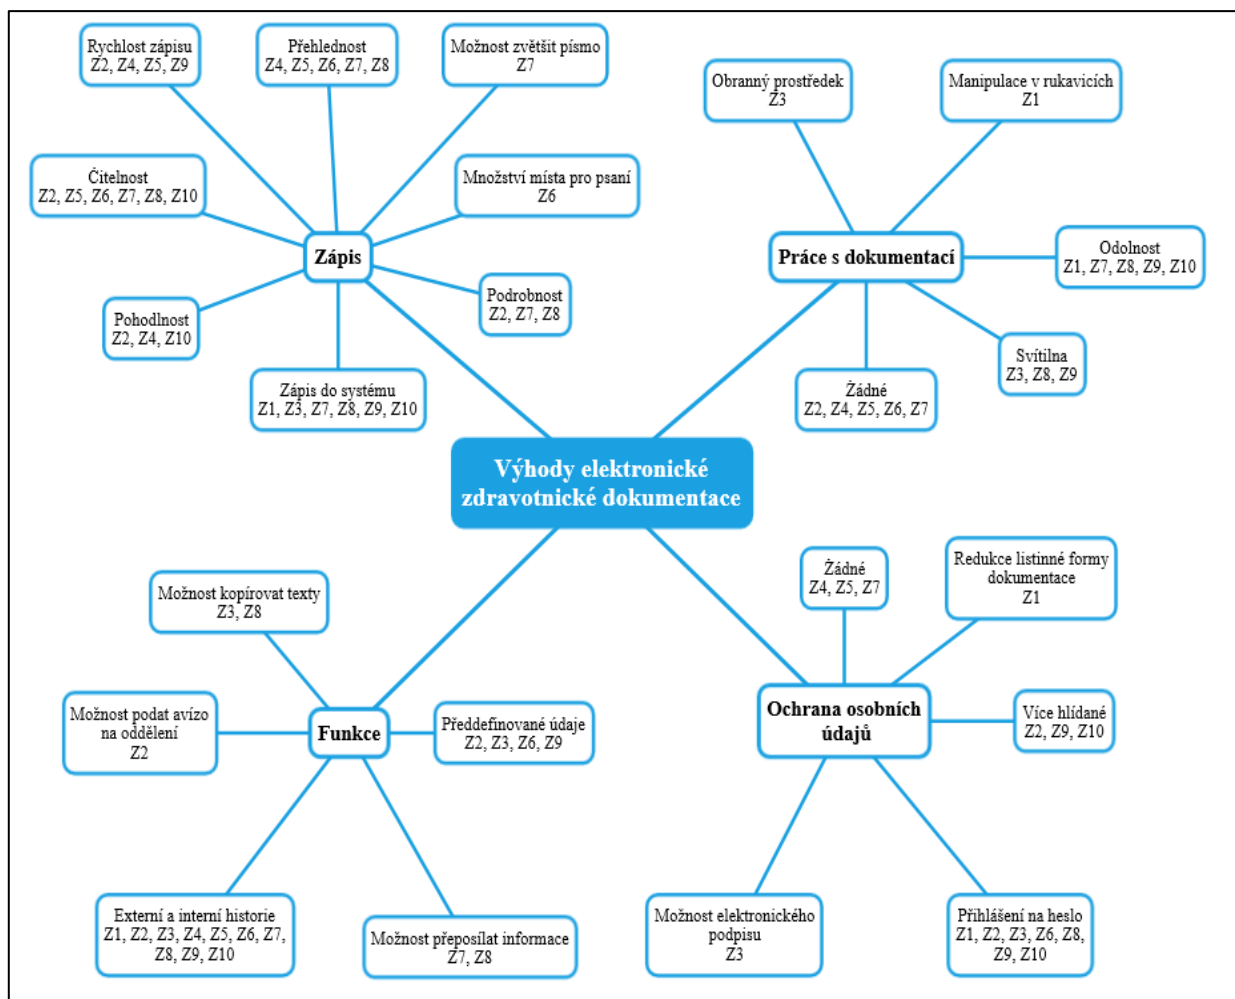 Rychlost zápisu
Z2, Z4, Z5, Z9
Přehlednost
Z4, Z5, Z6, Z7, Z8
Možnost zvětšit písmo
Z7
Čitelnost
Z2, Z5, Z6, Z7, Z8, Z10
Množství místa pro psaní
Z6
Zápis
Pohodlnost
Z2, Z4, Z10
Podrobnost
Z2, Z7, Z8
Zápis do systému
Z1, Z3, Z7, Z8, Z9, Z10
Obranný prostředek
Z3
Manipulace v rukavicích
Z1
Práce s dokumentací
Odolnost
Z1, Z7, Z8, Z9, Z10
Svítilna
Z3, Z8, Z9
Žádné
Z2, Z4, Z5, Z6, Z7
Výhody elektronické
zdravotnické dokumentace
Možnost kopírovat texty
Z3, Z8
Možnost podat avízo
na oddělení
Z2
Funkce
Předdefinované údaje
Z2, Z3, Z6, Z9
Externí a interní historie
Z1, Z2, Z3, Z4, Z5, Z6, Z7,
Z8, Z9, Z10
Možnost přeposílat informace
Z7, Z8
Žádné
Z4, Z5, Z7
Redukce listinné formy
dokumentace
Z1
Ochrana osobních
údajů
Více hlídané
Z2, Z9, Z10
Možnost elektronického
podpisu
Z3
Přihlášení na heslo
Z1, Z2, Z3, Z6, Z8,
Z9, Z10